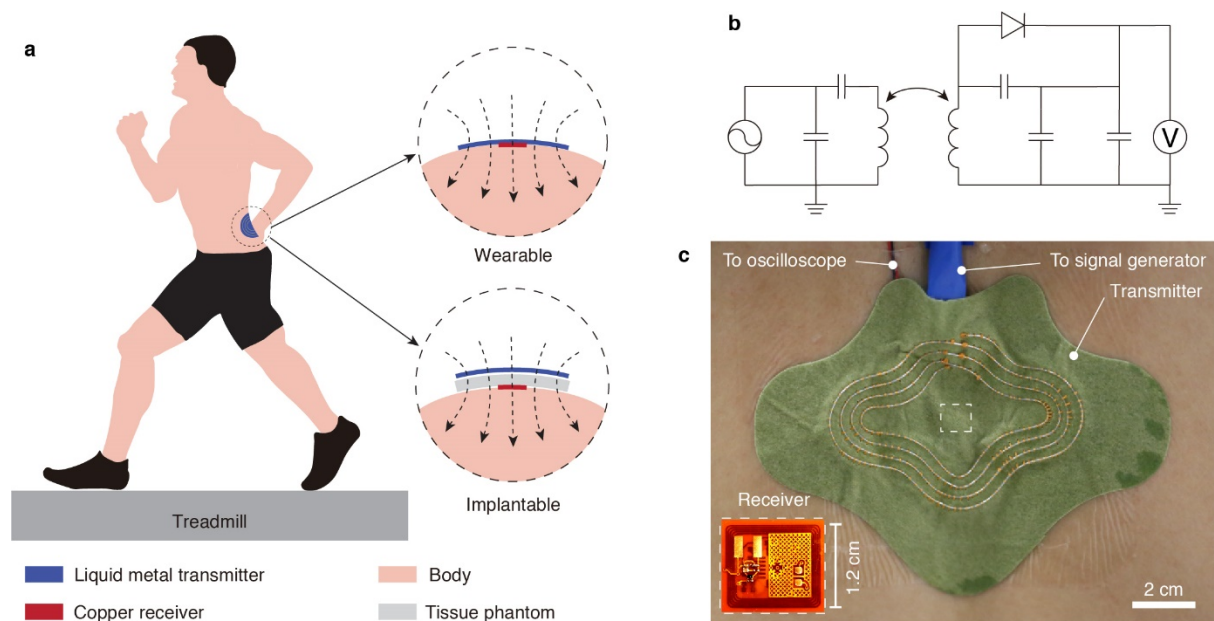 a
Wearable
Implantable
Treadmill
Liquid metal transmitter
Body
Copper receiver
Tissue phantom
b
V
c
To oscilloscope
To signal generator
Transmitter
Receiver
1.2 cm
2 cm